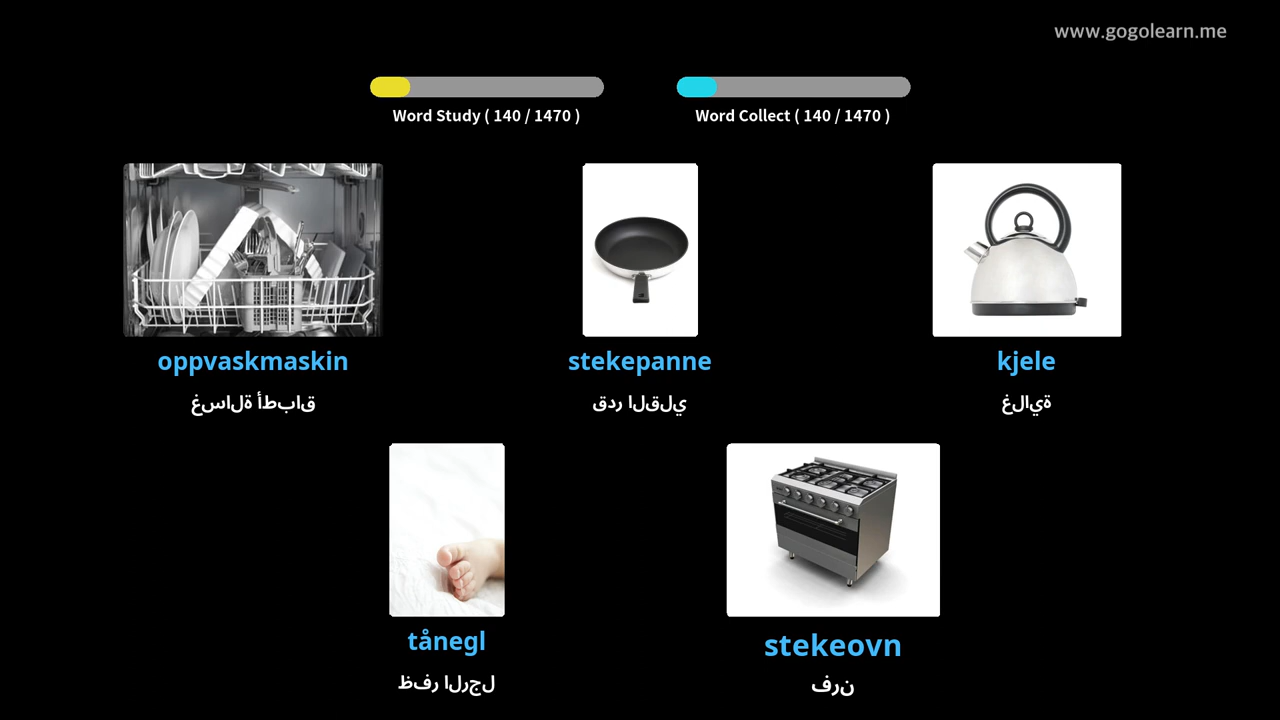 www.gogolearn.me
Word Study ( 140 / 1470 )
Word Collect ( 140 / 1470 )
oppvaskmaskin
غسالة أطباق
stekepanne
قدر القلي
kjele
غلاية
tånegl
ظفر الرجل
stekeovn
فرن